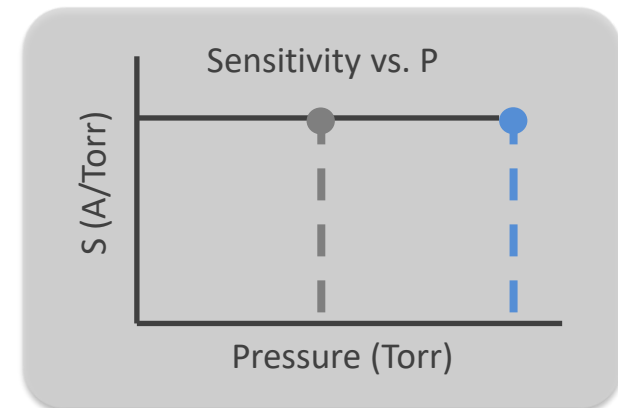 Sensitivity vs. P
S (A/Torr)
Pressure (Torr)